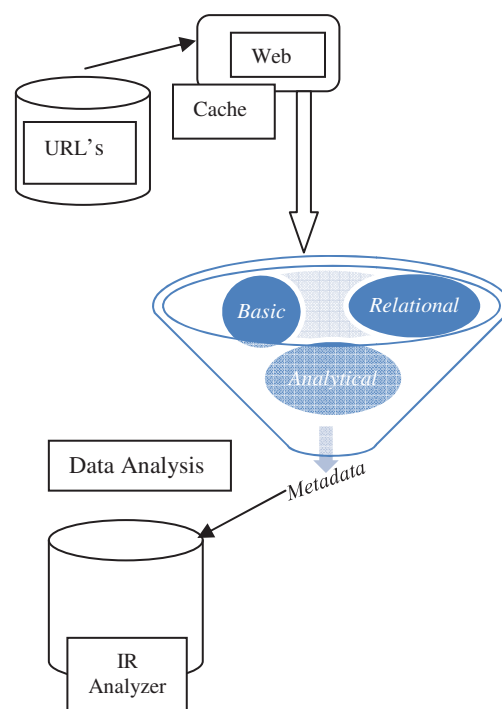 Web
Cache
URL's
Basic
Relational
Analytical
Metadata
Data Analysis
IR
Analyzer